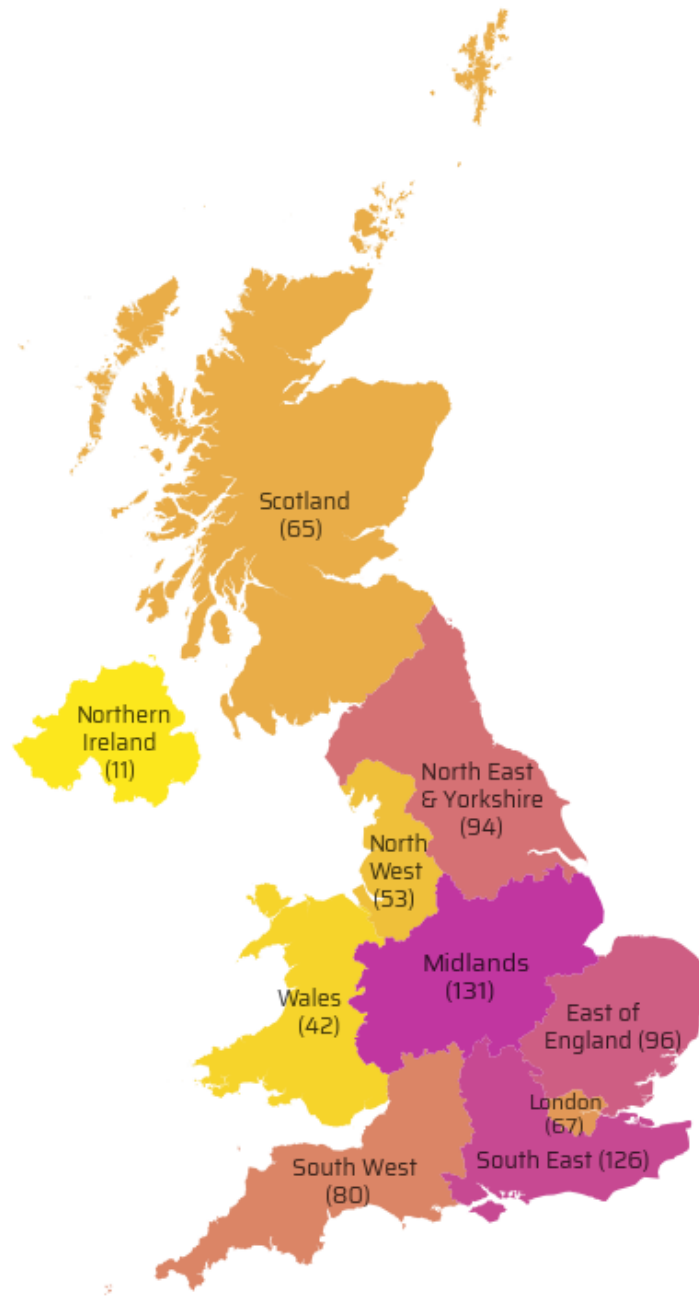 Scotland
(65)
Northern
Ireland
(11)
North East
& Yorkshire
(94)
North
West
(53)
Midlands
(131)
Wales
(42)
East of
England (96)
London
(67)
South East (126)
South West
(80)